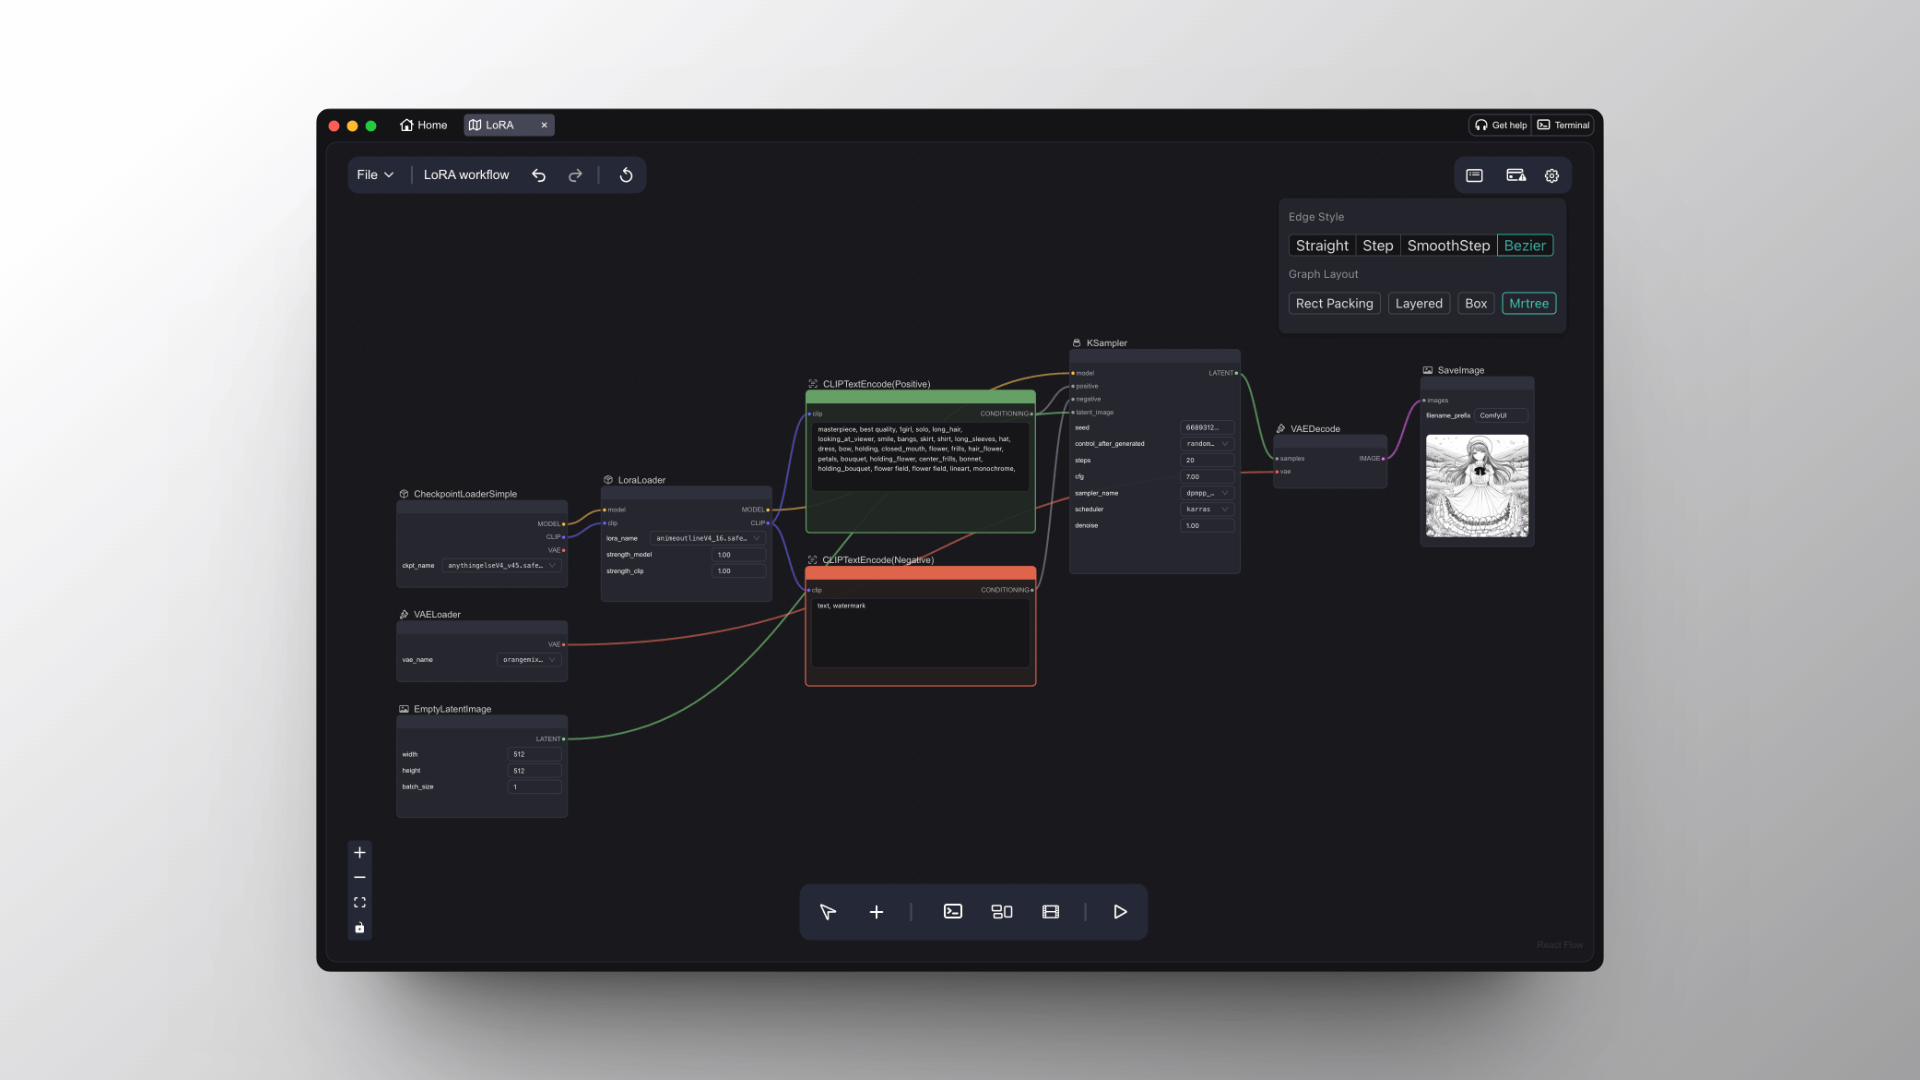 Home
LoRA
Get help
Terminal
File
LoRA workflow
Edge Style
Straight
Step
SmoothStep
Bezier
Graph Layout
Rect Packing
Layered
Box
Mrtree
CheckpointLoaderSimple
MODEL
CLIP
VAE
ckpt_name
anythingelseV4_v45.safe...
VAELoader
VAE
vae_name
orangemix...
EmptyLatentImage
LATENT
width
512
height
512
batch_size
1
LoraLoader
model
MODEL
clip
CLIP
lora_name
animeoutlineV4_16.safe...
strength_model
1.00
strength_clip
1.00
CLIPTextEncode(Positive)
clip
CONDITIONING
masterpiece, best quality, 1girl, solo, long_hair,
looking_at_viewer, smile, bangs, skirt, shirt, long_sleeves, hat,
dress, bow, holding, closed_mouth, flower, frills, hair_flower,
petals, bouquet, holding_flower, center_frills, bonnet,
holding_bouquet, flower field, flower field, lineart, monochrome,
CLIPTextEncode(Negative)
clip
CONDITIONING
text, watermark
KSampler
model
LATENT
positive
negative
latent_image
seed
6689312...
control_after_generated
random...
steps
20
cfg
7.00
sampler_name
dpmpp_...
scheduler
karras
denoise
1.00
VAEDecode
samples
IMAGE
vae
SaveImage
images
filename_prefix
ComfyUI
React Flow